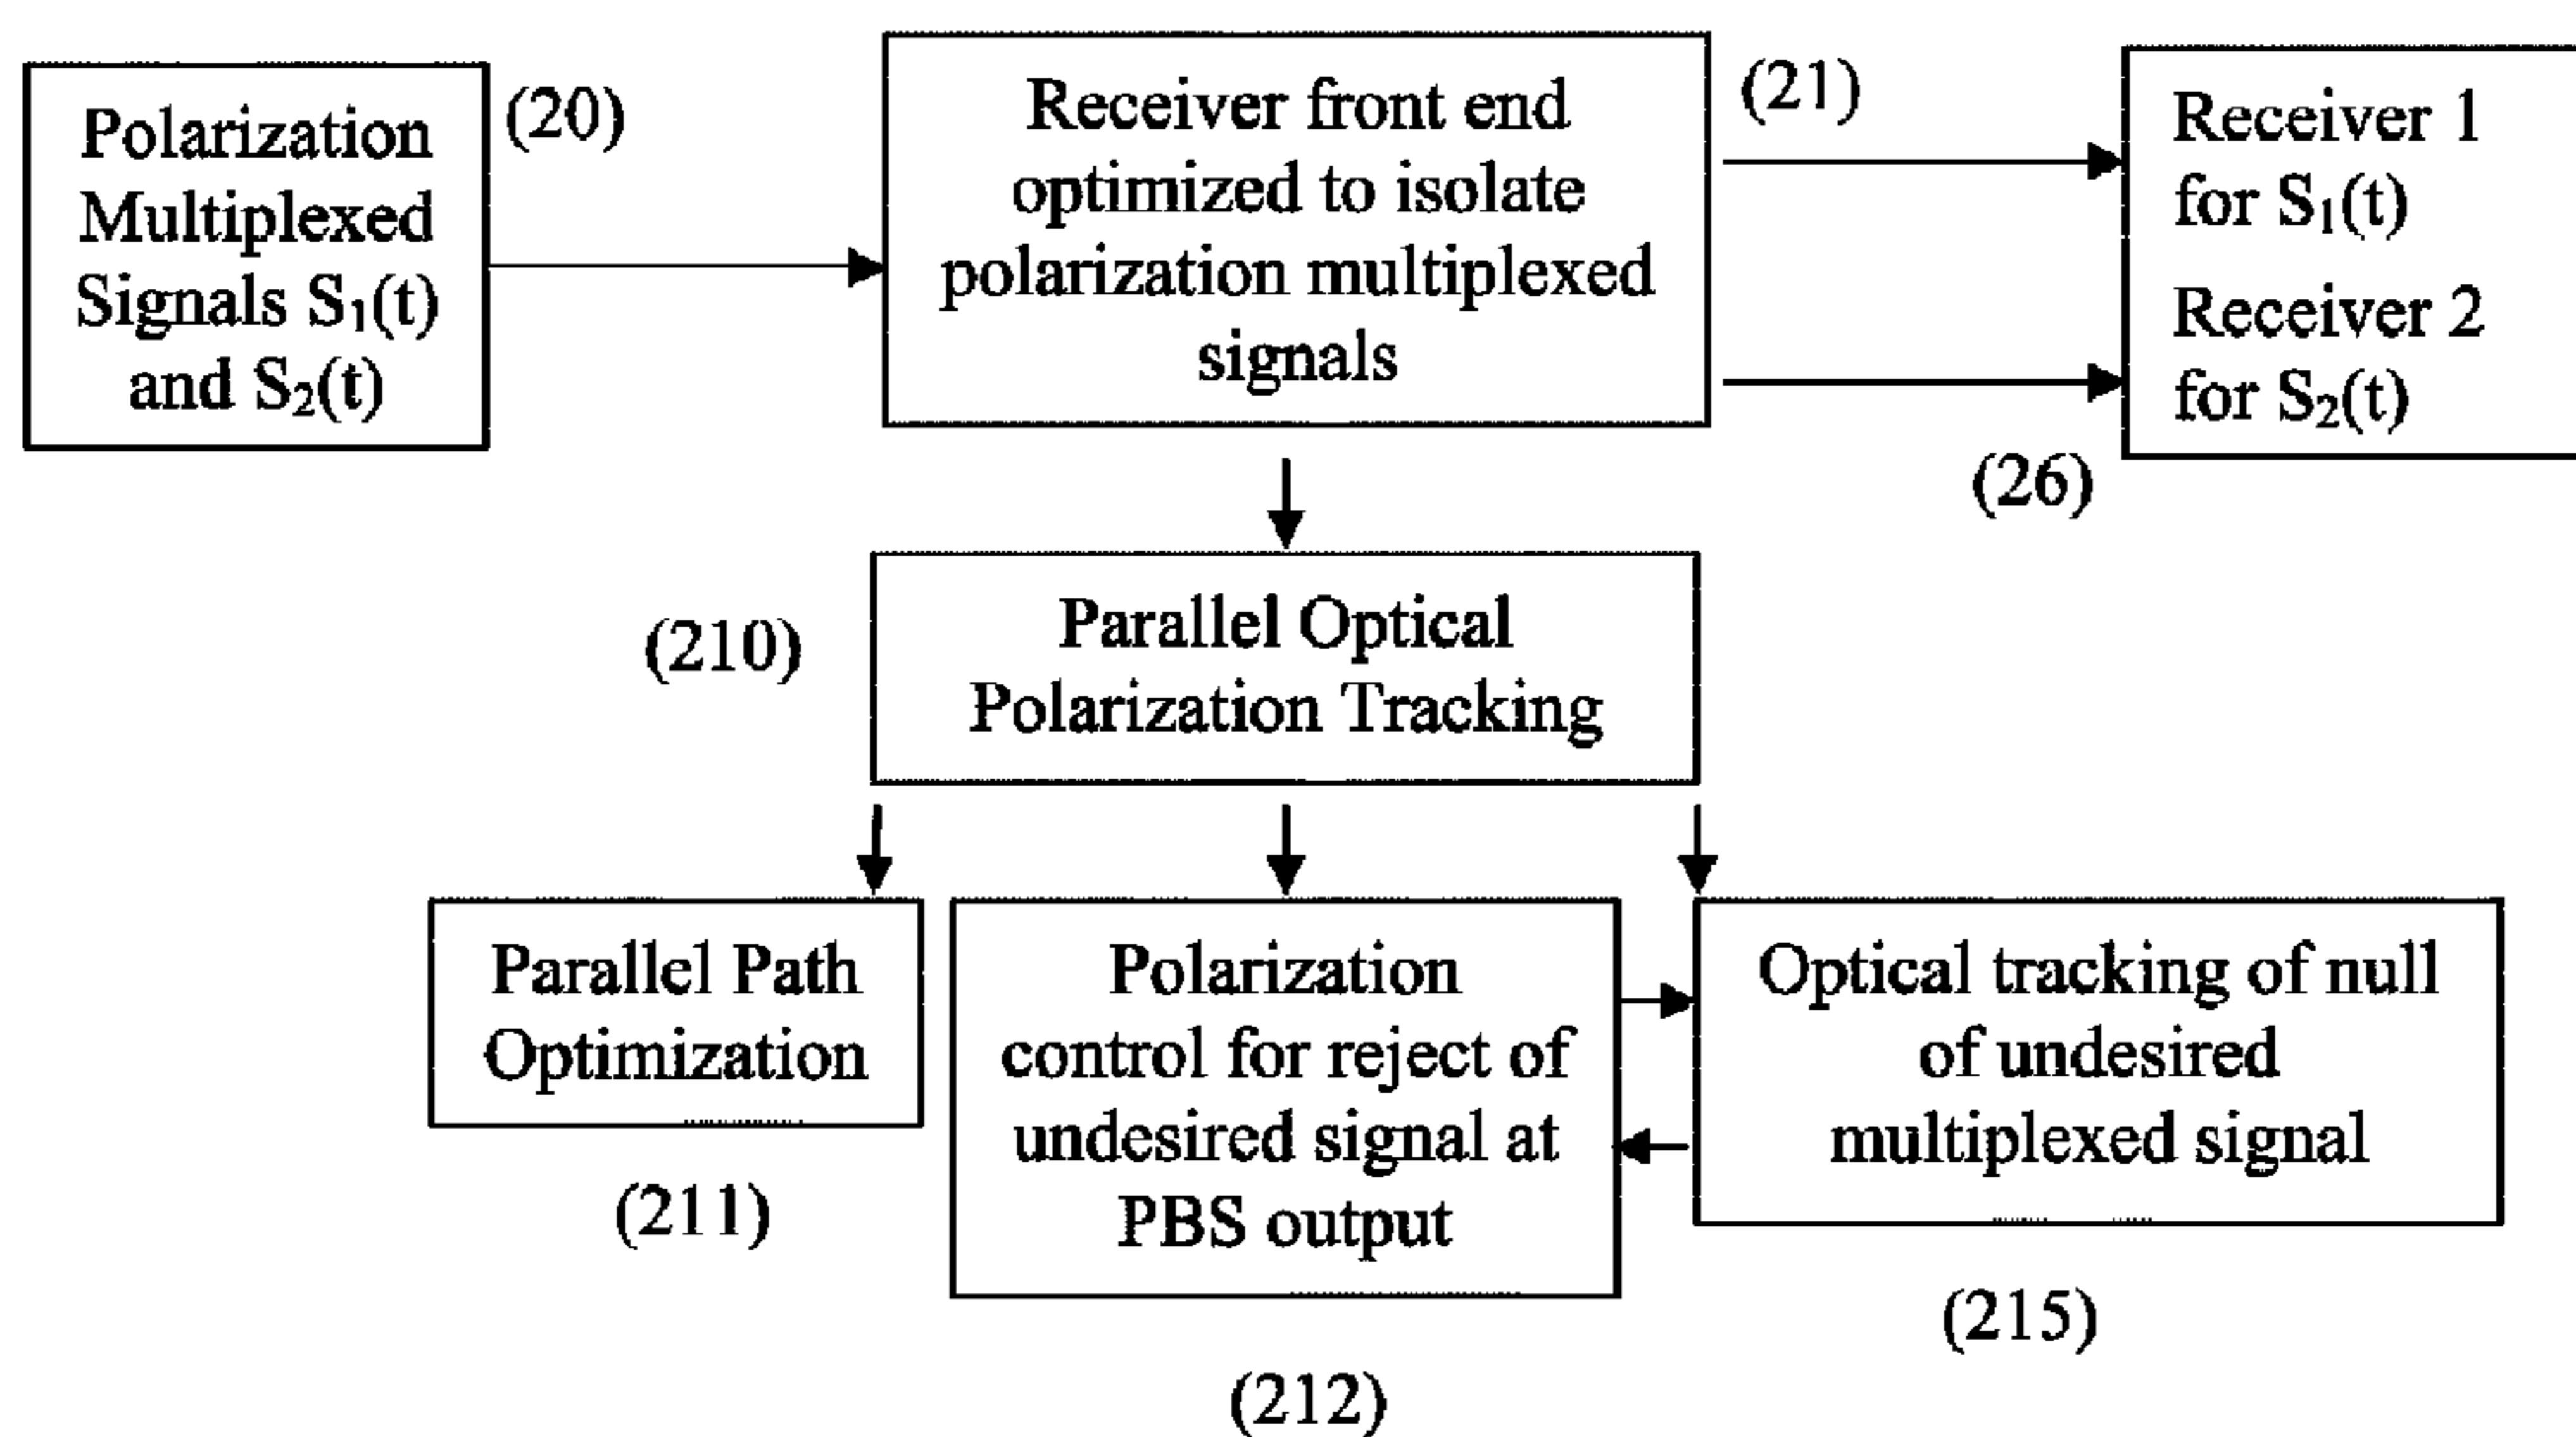 Polarization
Multiplexed
Signals S₁(t)
and S₂(t)
(20)
Receiver front end
optimized to isolate
polarization multiplexed
signals
(21)
Receiver 1
for S₁(t)
Receiver 2
for S₂(t)
(26)
(210)
Parallel Optical
Polarization Tracking
Parallel Path
Optimization
(211)
Polarization
control for reject of
undesired signal at
PBS output
(212)
Optical tracking of null
of undesired
multiplexed signal
(215)